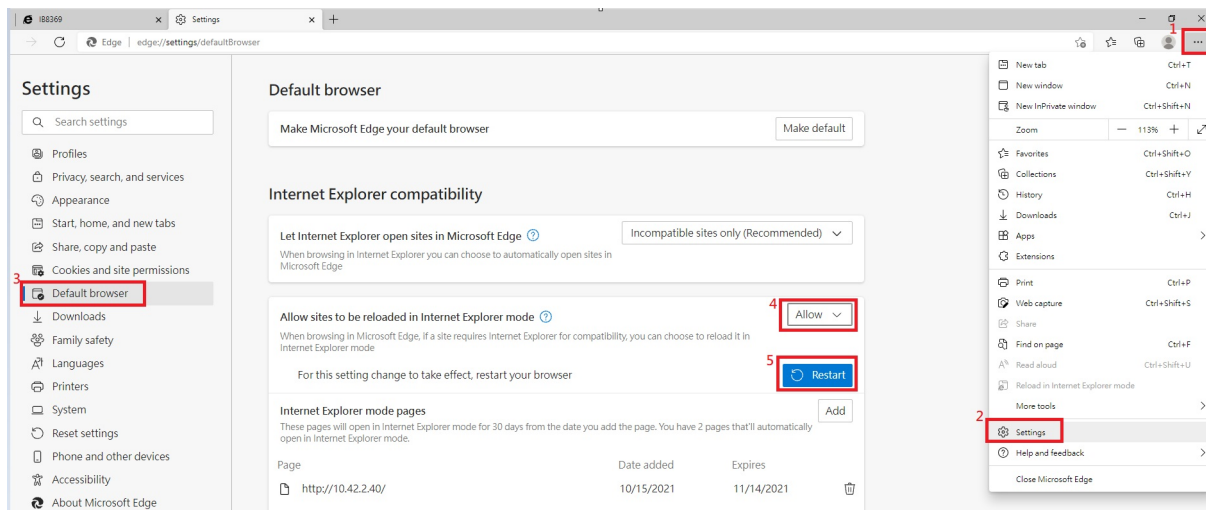 IB8369
Settings
Edge | edge://settings/defaultBrowser
1
Settings
Search settings
Profiles
Privacy, search, and services
Appearance
Start, home, and new tabs
Share, copy and paste
Cookies and site permissions
3
Default browser
Downloads
Family safety
Languages
Printers
System
Reset settings
Phone and other devices
Accessibility
About Microsoft Edge
Default browser
Make Microsoft Edge your default browser
Make default
Internet Explorer compatibility
Let Internet Explorer open sites in Microsoft Edge
Incompatible sites only (Recommended)
When browsing in Internet Explorer you can choose to automatically open sites in
Microsoft Edge
4
Allow sites to be reloaded in Internet Explorer mode
Allow
When browsing in Microsoft Edge, if a site requires Internet Explorer for compatibility, you can choose to reload it in
Internet Explorer mode
5
For this setting change to take effect, restart your browser
Restart
Internet Explorer mode pages
Add
These pages will open in Internet Explorer mode for 30 days from the date you add the page. You have 2 pages that'll automatically
open in Internet Explorer mode.
Page Date added Expires
http://10.42.2.40/ 10/15/2021 11/14/2021
New tab Ctrl+T
New window Ctrl+N
New InPrivate window Ctrl+Shift+N
Zoom 113%
Favorites Ctrl+Shift+O
Collections Ctrl+Shift+Y
History Ctrl+H
Downloads Ctrl+J
Apps
Extensions
Print Ctrl+P
Web capture Ctrl+Shift+S
Share
Find on page Ctrl+F
Read aloud Ctrl+Shift+U
Reload in Internet Explorer mode
More tools
2
Settings
Help and feedback
Close Microsoft Edge